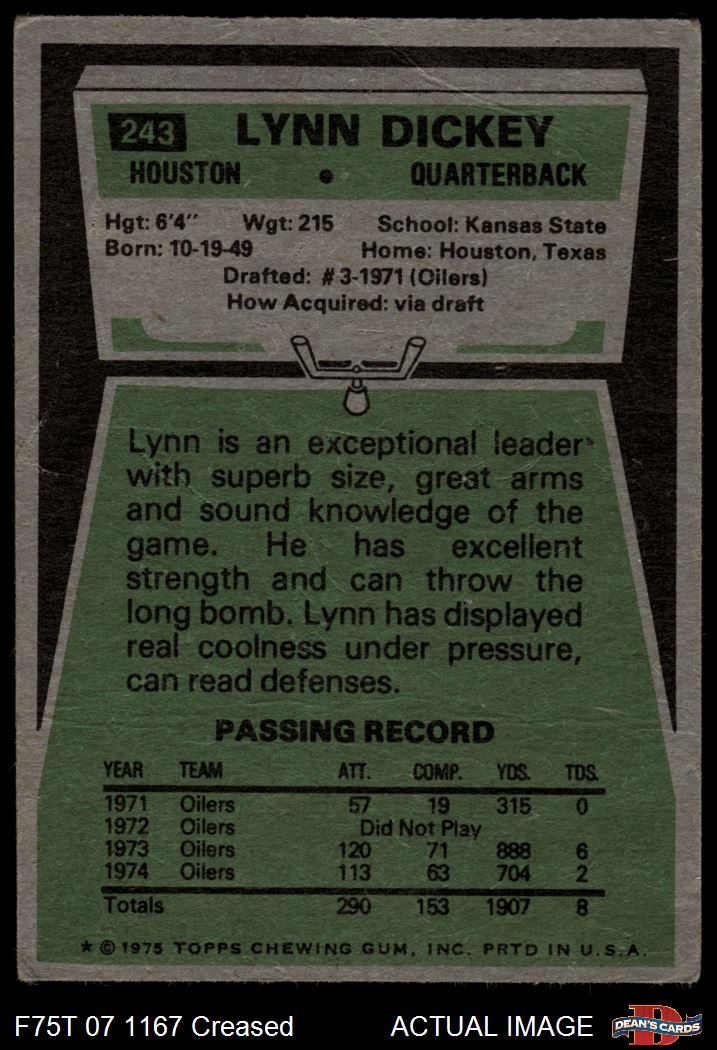 243 LYNN DICKEY
HOUSTON • QUARTERBACK
Hgt: 6'4" Wgt: 215 School: Kansas State
Born: 10-19-49 Home: Houston, Texas
Drafted: #3-1971 (Oilers)
How Acquired: via draft
Lynn is an exceptional leader
with superb size, great arms
and sound knowledge of the
game. He has excellent
strength and can throw the
long bomb. Lynn has displayed
real coolness under pressure,
can read defenses.
PASSING RECORD
YEAR TEAM ATT. COMP. YDS. TDS.
1971 Oilers 57 19 315 0
1972 Oilers Did Not Play
1973 Oilers 120 71 888 6
1974 Oilers 113 63 704 2
Totals 290 153 1907 8
* © 1975 TOPPS CHEWING GUM, INC. PRTD IN U.S.A.
F75T 07 1167 Creased ACTUAL IMAGE D DEAN'S CARDS